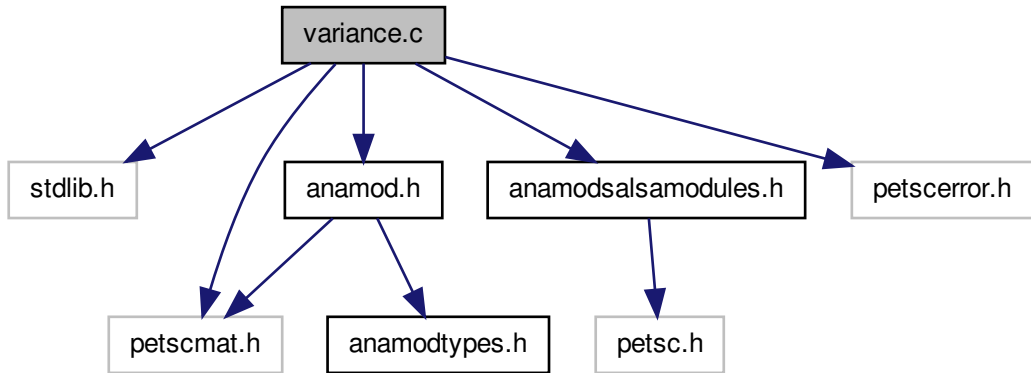 variance.c
stdlib.h
anamod.h
anamodsalsamodules.h
petscerror.h
petscmat.h
anamodtypes.h
petsc.h